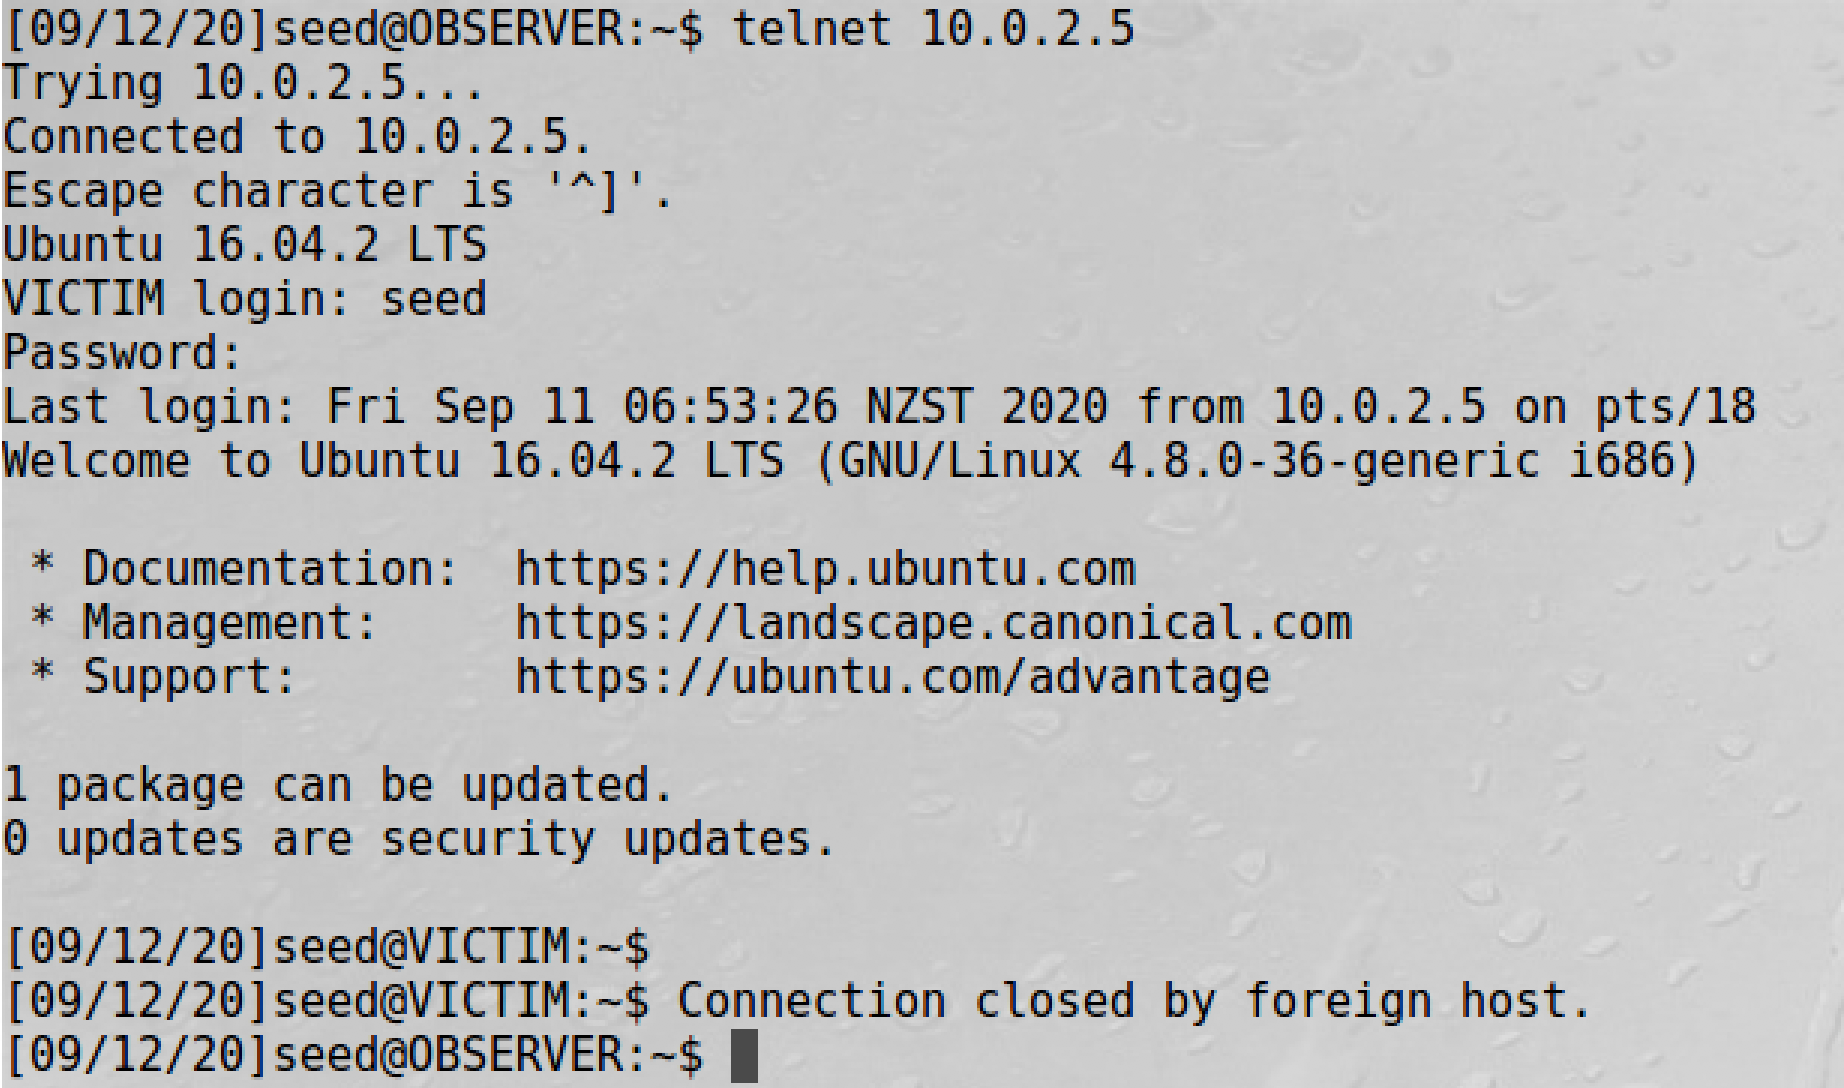 [09/12/20]seed@OBSERVER:~$ telnet 10.0.2.5
Trying 10.0.2.5...
Connected to 10.0.2.5.
Escape character is '^]'.
Ubuntu 16.04.2 LTS
VICTIM login: seed
Password:
Last login: Fri Sep 11 06:53:26 NZST 2020 from 10.0.2.5 on pts/18
Welcome to Ubuntu 16.04.2 LTS (GNU/Linux 4.8.0-36-generic i686)
* Documentation:  https://help.ubuntu.com
* Management:     https://landscape.canonical.com
* Support:        https://ubuntu.com/advantage
1 package can be updated.
0 updates are security updates.
[09/12/20]seed@VICTIM:~$
[09/12/20]seed@VICTIM:~$ Connection closed by foreign host.
[09/12/20]seed@OBSERVER:~$